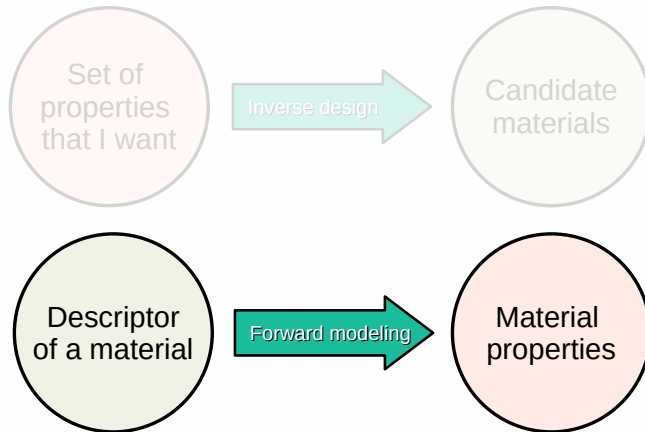 Set of
properties
that I want
Inverse design
Candidate
materials
Descriptor
of a material
Forward modeling
Material
properties